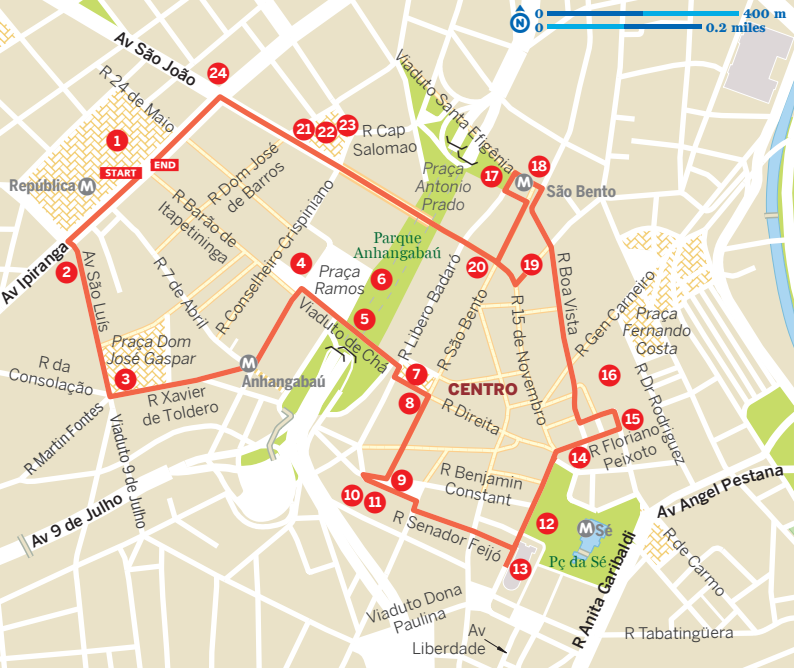 0 400 m
N
0 0.2 miles
Av São João
24
R 24 de Maio
1
START
END
República M
21 22 23
R Cap
Salomao
Viaduto Santa Efigênia
Praça
Antonio
Prado
17
18
M
São Bento
R Dom José
de Barros
R Barão de
Itapetininga
R Conselheiro Crispiniano
Av Ipiranga
2
Av São Luis
R 7 de Abril
4
Praça
Ramos
Parque
Anhangabaú
6
5
Viaduto de Chá
R Libero Badaró
R São Bento
20
19
R 15 de Novembro
R Boa Vista
R Gen Carneiro
Praça
Fernando
Costa
R Dr Rodriguez
Praça Dom
José Gaspar
3
R da
Consolação
M
Anhangabaú
R Xavier
de Toldero
R Martin Fontes
Viaduto 9 de Julho
Av 9 de Julho
7
8
CENTRO
R Direita
16
15
14
R Floriano
Peixoto
9
10
11
R Benjamin
Constant
R Senador Feijó
12
M Sé
Pç da Sé
13
Av Angel Pestana
R Anita Garibaldi
R de Carmo
Viaduto Dona
Paulina
Av
Liberdade
R Tabatingüera